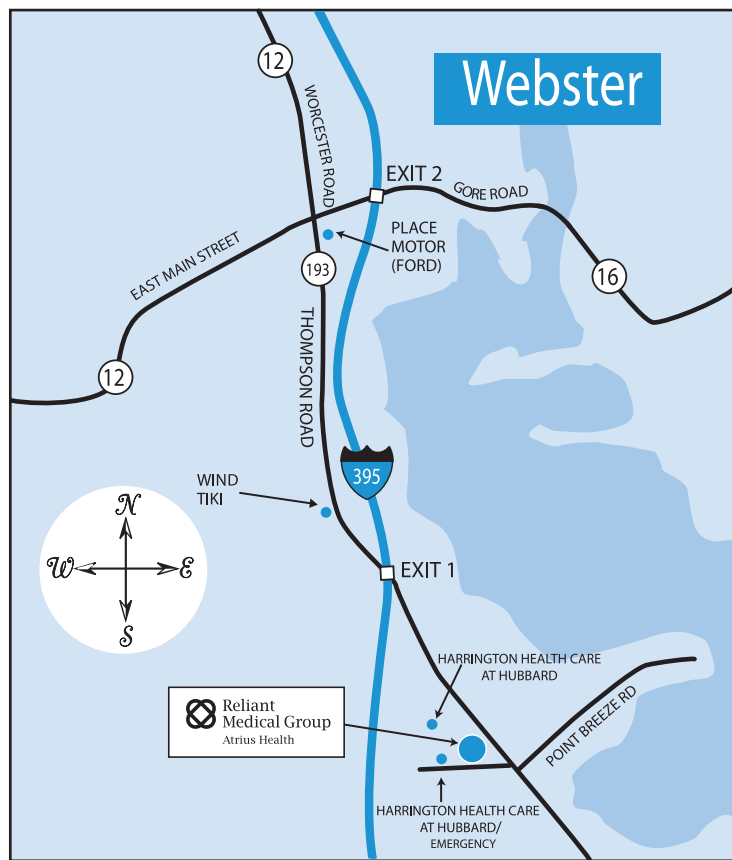 Webster
12
WORCESTER ROAD
EXIT 2
GORE ROAD
PLACE
MOTOR
(FORD)
EAST MAIN STREET
193
16
12
THOMPSON ROAD
395
WIND
TIKI
N
W
E
S
EXIT 1
HARRINGTON HEALTH CARE
AT HUBBARD
Reliant
Medical Group
Atrius Health
POINT BREEZE RD
HARRINGTON HEALTH CARE
AT HUBBARD/
EMERGENCY